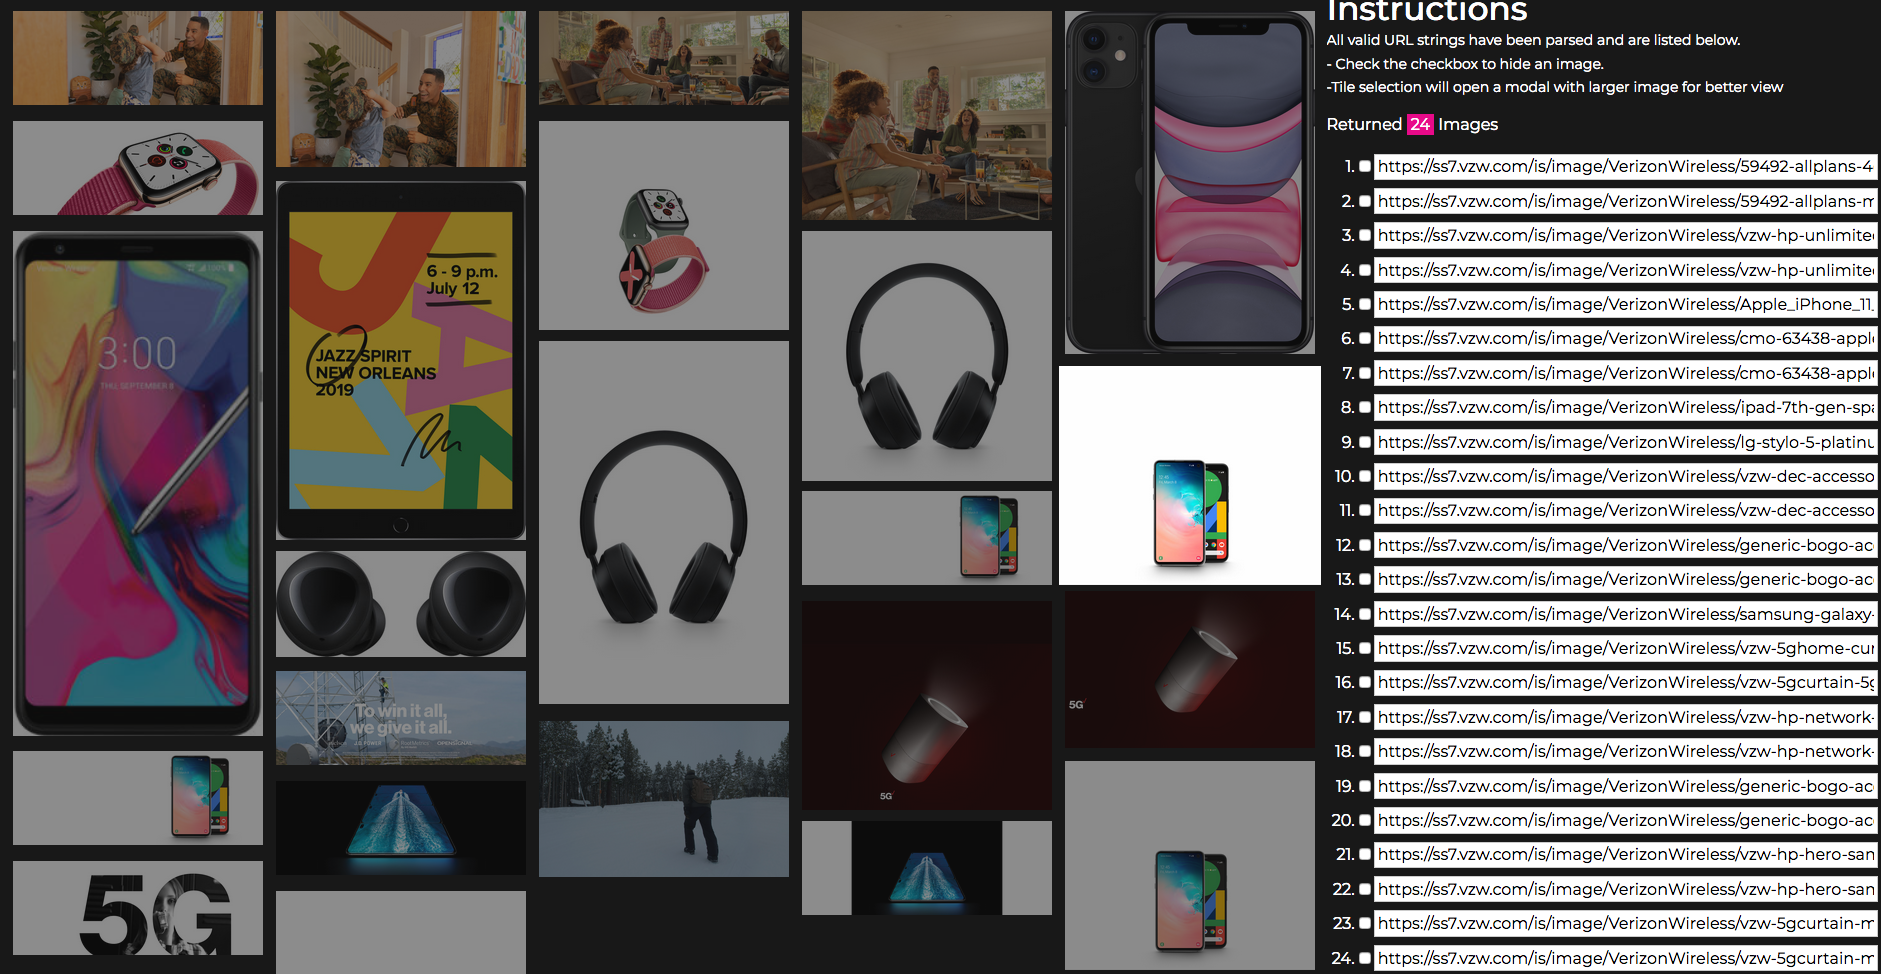 3:00
THU, SEPTEMBER 8
5G
6 - 9 p.m.
July 12
JAZZ SPIRIT
NEW ORLEANS
2019
To win it all,
we give it all.
J.D. POWER
RootMetrics
OPENSIGNAL
5G
5G
Instructions
All valid URL strings have been parsed and are listed below.
- Check the checkbox to hide an image.
-Tile selection will open a modal with larger image for better view
Returned 24 Images
1. https://ss7.vzw.com/is/image/VerizonWireless/59492-allplans-4
2. https://ss7.vzw.com/is/image/VerizonWireless/59492-allplans-m
3. https://ss7.vzw.com/is/image/VerizonWireless/vzw-hp-unlimited
4. https://ss7.vzw.com/is/image/VerizonWireless/vzw-hp-unlimited
5. https://ss7.vzw.com/is/image/VerizonWireless/Apple_iPhone_11_
6. https://ss7.vzw.com/is/image/VerizonWireless/cmo-63438-apple
7. https://ss7.vzw.com/is/image/VerizonWireless/cmo-63438-apple
8. https://ss7.vzw.com/is/image/VerizonWireless/ipad-7th-gen-spa
9. https://ss7.vzw.com/is/image/VerizonWireless/lg-stylo-5-platinu
10. https://ss7.vzw.com/is/image/VerizonWireless/vzw-dec-accesso
11. https://ss7.vzw.com/is/image/VerizonWireless/vzw-dec-accesso
12. https://ss7.vzw.com/is/image/VerizonWireless/generic-bogo-ac
13. https://ss7.vzw.com/is/image/VerizonWireless/generic-bogo-ac
14. https://ss7.vzw.com/is/image/VerizonWireless/samsung-galaxy-
15. https://ss7.vzw.com/is/image/VerizonWireless/vzw-5ghome-cur
16. https://ss7.vzw.com/is/image/VerizonWireless/vzw-5gcurtain-5g
17. https://ss7.vzw.com/is/image/VerizonWireless/vzw-hp-network-
18. https://ss7.vzw.com/is/image/VerizonWireless/vzw-hp-network-
19. https://ss7.vzw.com/is/image/VerizonWireless/generic-bogo-ac
20. https://ss7.vzw.com/is/image/VerizonWireless/generic-bogo-ac
21. https://ss7.vzw.com/is/image/VerizonWireless/vzw-hp-hero-san
22. https://ss7.vzw.com/is/image/VerizonWireless/vzw-hp-hero-san
23. https://ss7.vzw.com/is/image/VerizonWireless/vzw-5gcurtain-m
24. https://ss7.vzw.com/is/image/VerizonWireless/vzw-5gcurtain-m